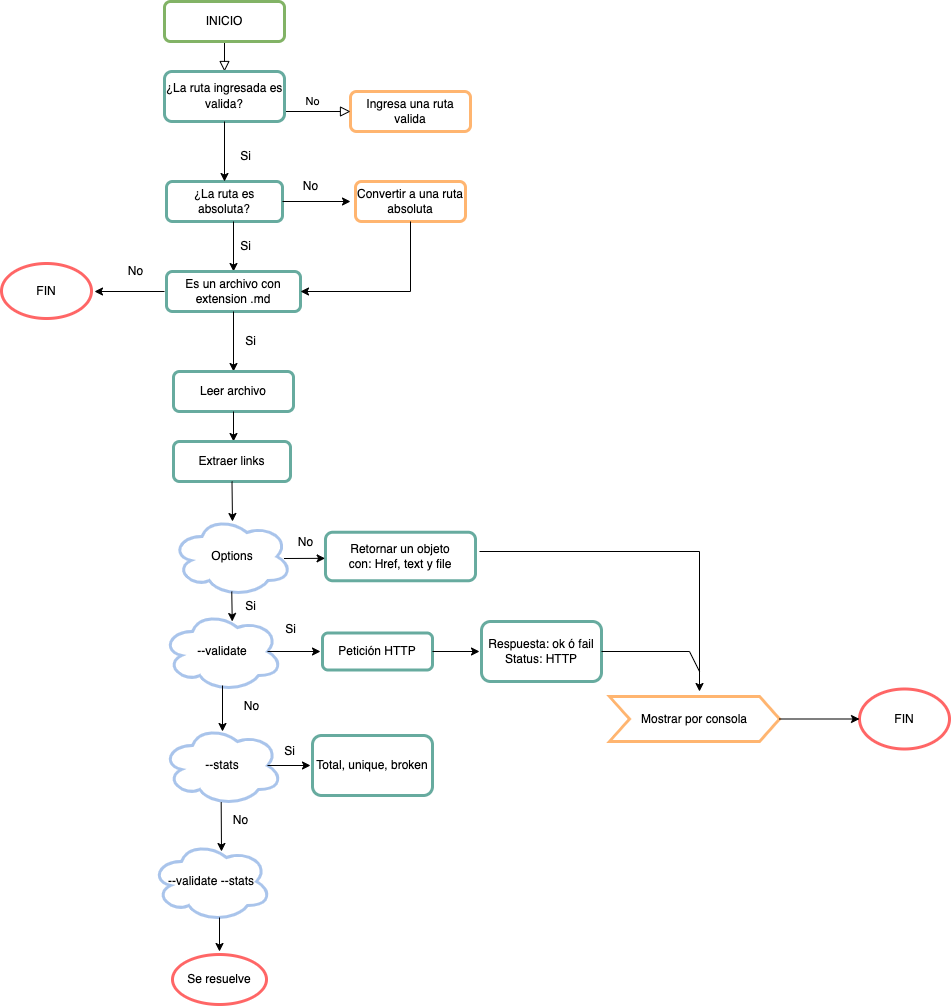 INICIO
¿La ruta ingresada es
valida?
No
Ingresa una ruta
valida
Si
¿La ruta es
absoluta?
No
Convertir a una ruta
absoluta
Si
FIN
No
Es un archivo con
extension .md
Si
Leer archivo
Extraer links
Options
No
Retornar un objeto
con: Href, text y file
Si
--validate
Si
Petición HTTP
Respuesta: ok ó fail
Status: HTTP
No
Mostrar por consola
FIN
--stats
Si
Total, unique, broken
No
--validate --stats
Se resuelve